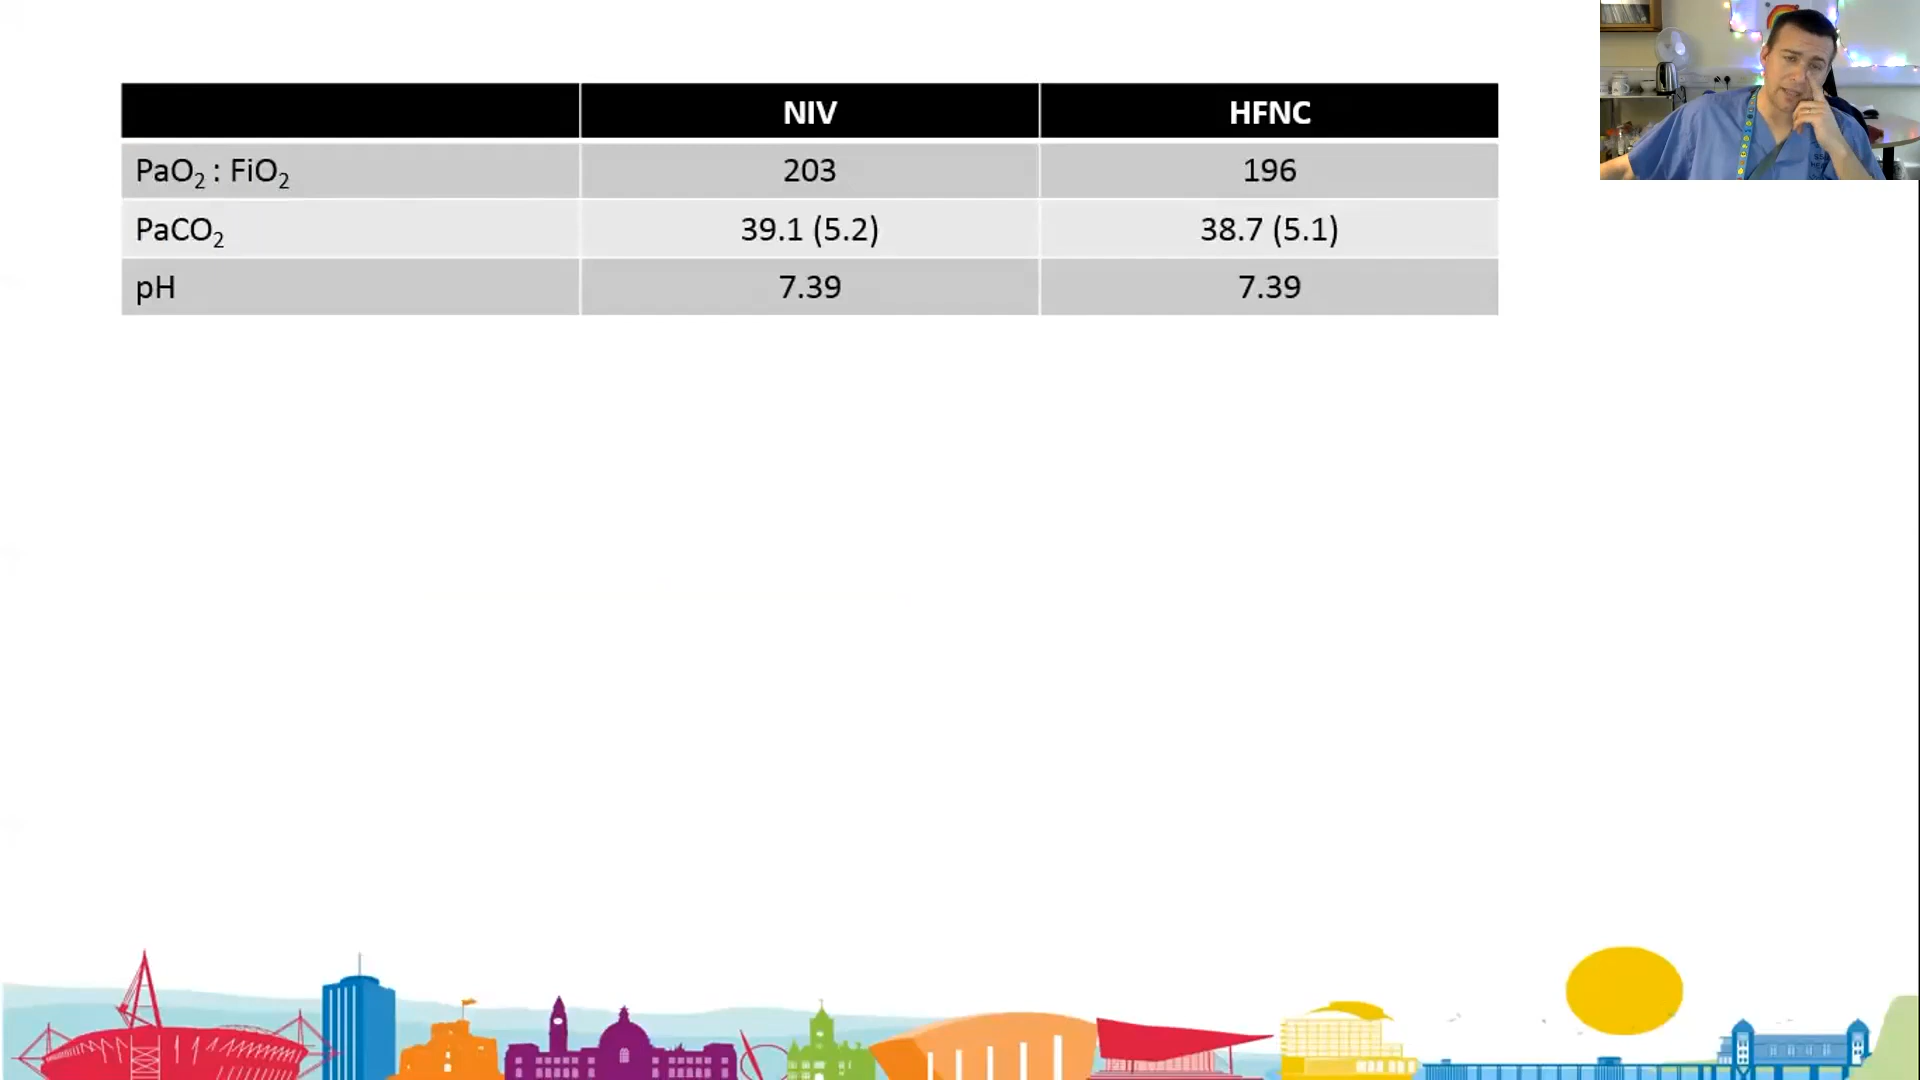 NIV HFNC
PaO₂ : FiO₂ 203 196
PaCO₂ 39.1 (5.2) 38.7 (5.1)
pH 7.39 7.39